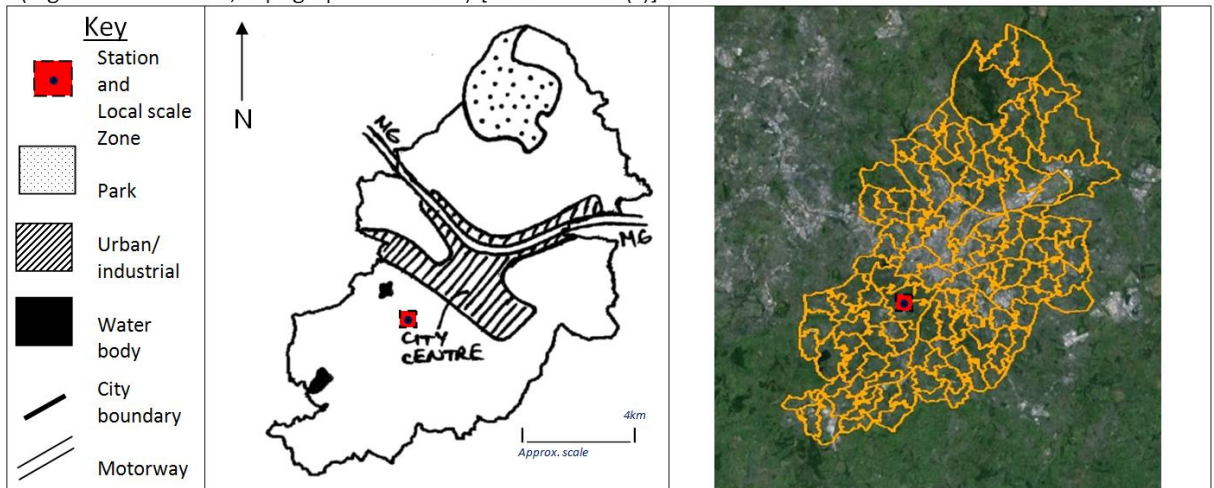 Key
Station
and
Local scale
Zone
Park
Urban/
industrial
Water
body
City
boundary
Motorway
N
M6
M6
CITY
CENTRE
4km
Approx. scale